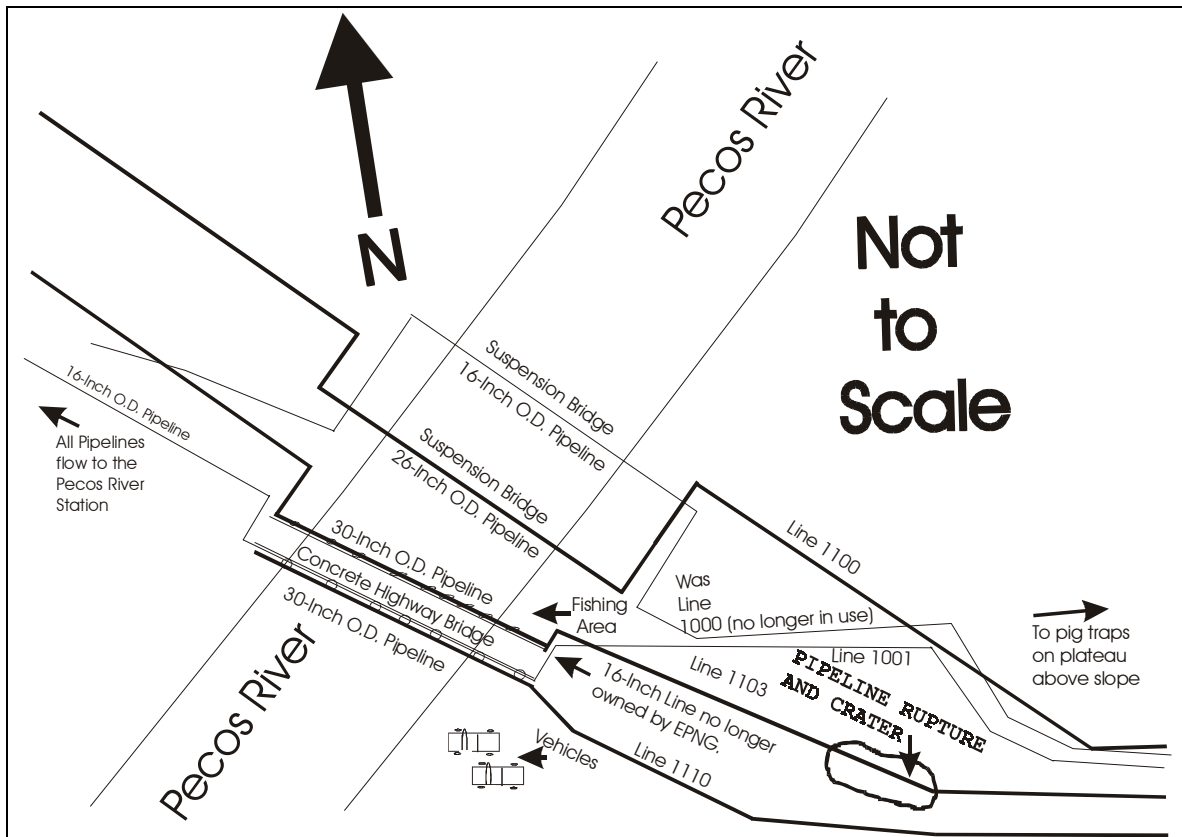 Pecos River
N
Not
to
Scale
Suspension Bridge
16-Inch O.D. Pipeline
Suspension Bridge
26-Inch O.D. Pipeline
16-Inch O.D. Pipeline
All Pipelines
flow to the
Pecos River
Station
30-Inch O.D. Pipeline
Concrete Highway Bridge
30-Inch O.D. Pipeline
Line 1100
Was
Line
1000 (no longer in use)
Fishing
Area
To pig traps
on plateau
above slope
Line 1001
Line 1103
PIPELINE RUPTURE
AND CRATER
16-Inch Line no longer
owned by EPNG.
Line 1110
Vehicles
Pecos River